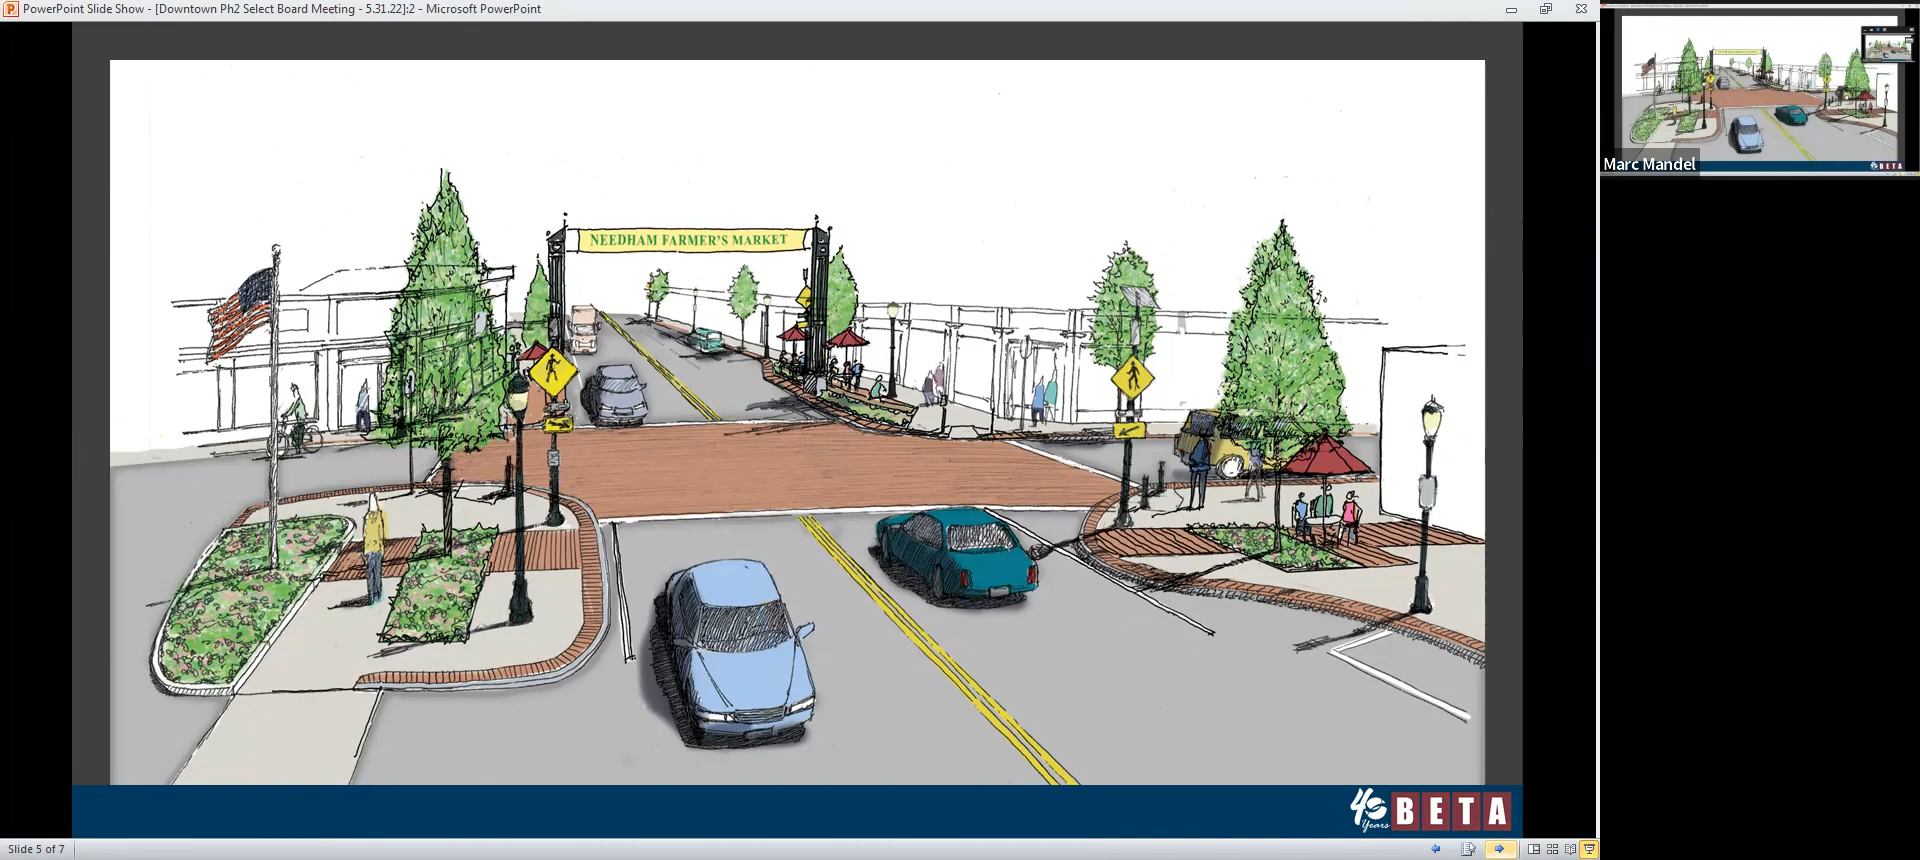 PowerPoint Slide Show - [Downtown Ph2 Select Board Meeting - 5.31.22]:2 - Microsoft PowerPoint
NEEDHAM FARMER'S MARKET
Marc Mandel
40 Years BETA
Slide 5 of 7